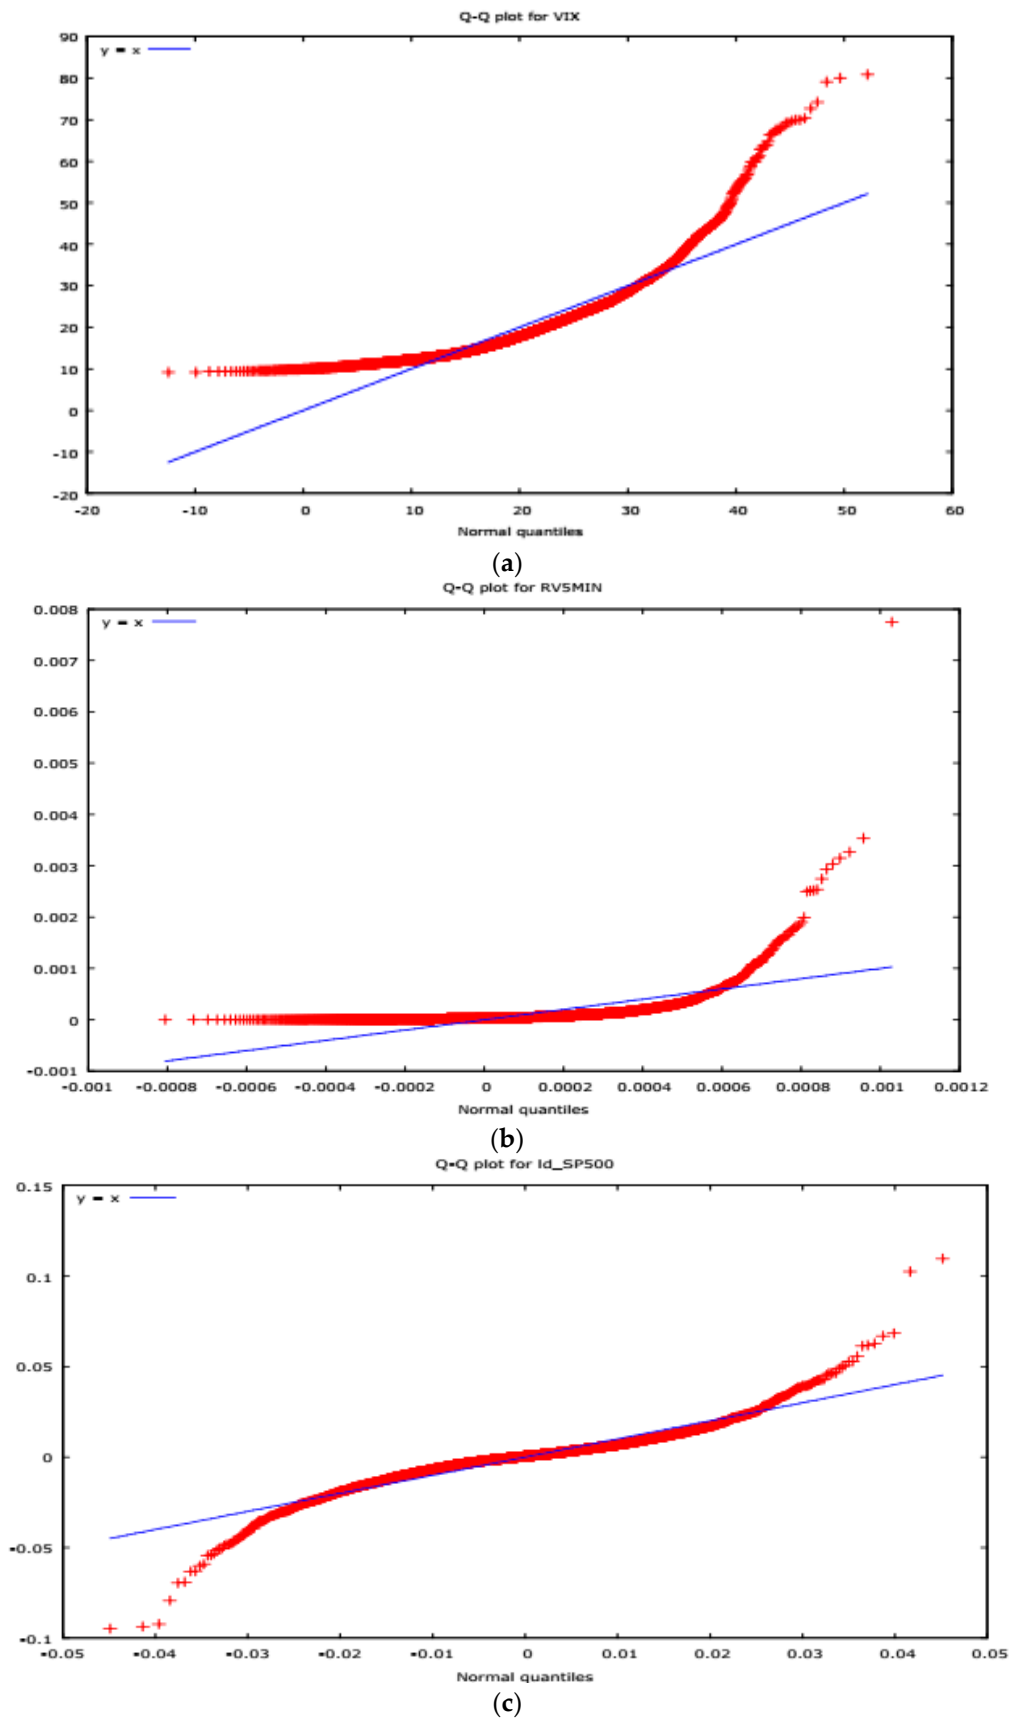 Q-Q plot for VIX
90
y = x
80
70
60
50
40
30
20
10
0
-10
-20
-20 -10 0 10 20 30 40 50 60
Normal quantiles
(a)
Q-Q plot for RV5MIN
0.008
y = x
0.007
0.006
0.005
0.004
0.003
0.002
0.001
0
-0.001
-0.001 -0.0008 -0.0006 -0.0004 -0.0002 0 0.0002 0.0004 0.0006 0.0008 0.001 0.0012
Normal quantiles
(b)
Q-Q plot for ld_SP500
0.15
y = x
0.1
0.05
0
-0.05
-0.1
-0.05 -0.04 -0.03 -0.02 -0.01 0 0.01 0.02 0.03 0.04 0.05
Normal quantiles
(c)